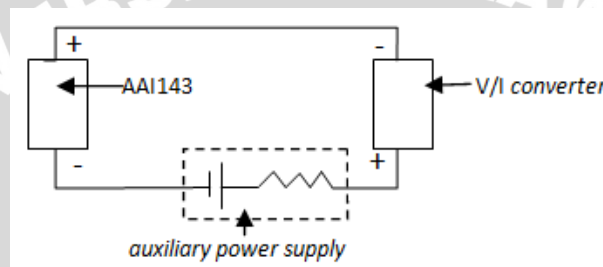 +
-
AAI143
V/I converter
-
+
auxiliary power supply